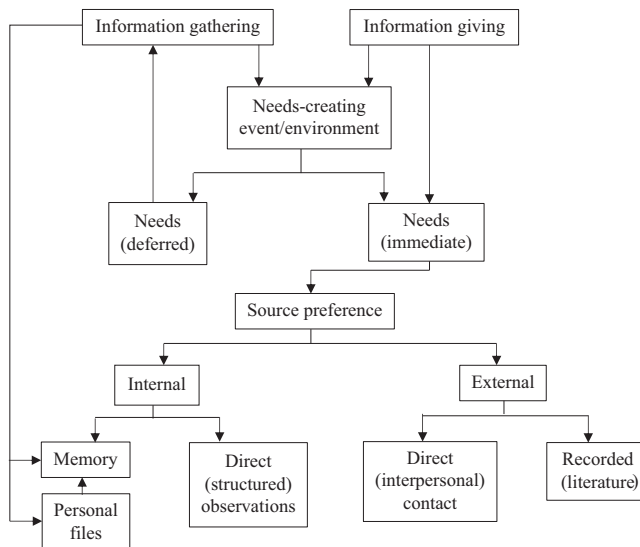 Information gathering
Information giving
Needs-creating
event/environment
Needs
(deferred)
Needs
(immediate)
Source preference
Internal
External
Memory
Direct
(structured)
observations
Direct
(interpersonal)
contact
Recorded
(literature)
Personal
files